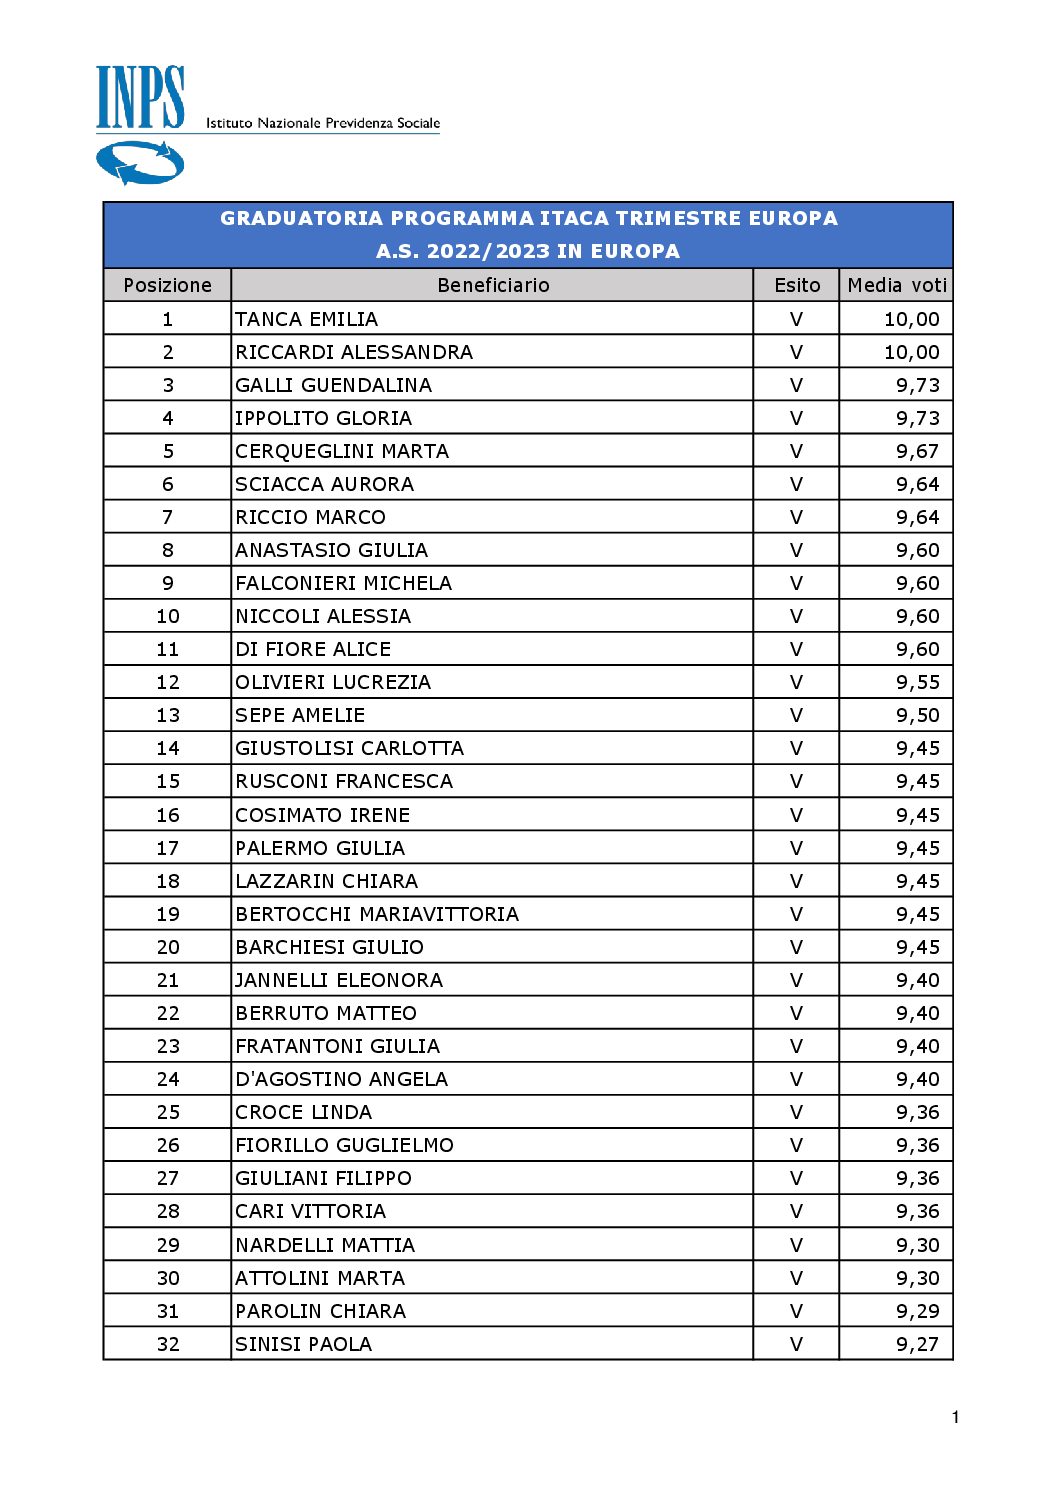 INPS
Istituto Nazionale Previdenza Sociale
GRADUATORIA PROGRAMMA ITACA TRIMESTRE EUROPA
A.S. 2022/2023 IN EUROPA
Posizione Beneficiario Esito Media voti
1 TANCA EMILIA V 10,00
2 RICCARDI ALESSANDRA V 10,00
3 GALLI GUENDALINA V 9,73
4 IPPOLITO GLORIA V 9,73
5 CERQUEGLINI MARTA V 9,67
6 SCIACCA AURORA V 9,64
7 RICCIO MARCO V 9,64
8 ANASTASIO GIULIA V 9,60
9 FALCONIERI MICHELA V 9,60
10 NICCOLI ALESSIA V 9,60
11 DI FIORE ALICE V 9,60
12 OLIVIERI LUCREZIA V 9,55
13 SEPE AMELIE V 9,50
14 GIUSTOLISI CARLOTTA V 9,45
15 RUSCONI FRANCESCA V 9,45
16 COSIMATO IRENE V 9,45
17 PALERMO GIULIA V 9,45
18 LAZZARIN CHIARA V 9,45
19 BERTOCCHI MARIAVITTORIA V 9,45
20 BARCHIESI GIULIO V 9,45
21 JANNELLI ELEONORA V 9,40
22 BERRUTO MATTEO V 9,40
23 FRATANTONI GIULIA V 9,40
24 D'AGOSTINO ANGELA V 9,40
25 CROCE LINDA V 9,36
26 FIORILLO GUGLIELMO V 9,36
27 GIULIANI FILIPPO V 9,36
28 CARI VITTORIA V 9,36
29 NARDELLI MATTIA V 9,30
30 ATTOLINI MARTA V 9,30
31 PAROLIN CHIARA V 9,29
32 SINISI PAOLA V 9,27
1